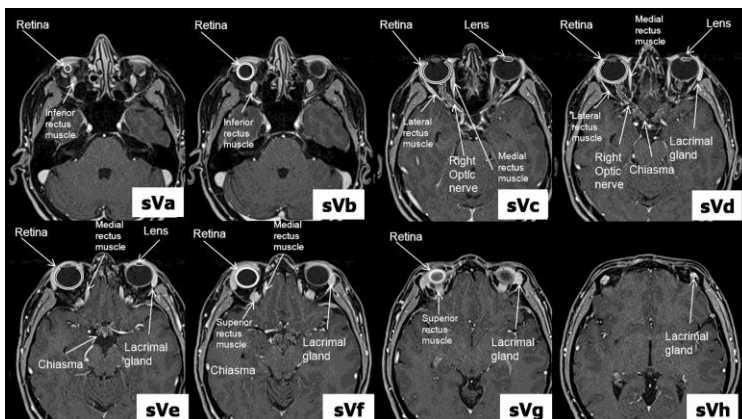 Retina
Inferior
rectus
muscle
sVa
Retina
Inferior
rectus
muscle
sVb
Retina
Lens
Lateral
rectus
muscle
Right
Optic
nerve
Medial
rectus
muscle
sVc
Retina
Medial
rectus
muscle
Lens
Lateral
rectus
muscle
Right
Optic
nerve
Chiasma
Lacrimal
gland
sVd
Retina
Medial
rectus
muscle
Lens
Chiasma
Lacrimal
gland
sVe
Retina
Medial
rectus
muscle
Superior
rectus
muscle
Chiasma
Lacrimal
gland
sVf
Retina
Superior
rectus
muscle
Lacrimal
gland
sVg
Lacrimal
gland
sVh